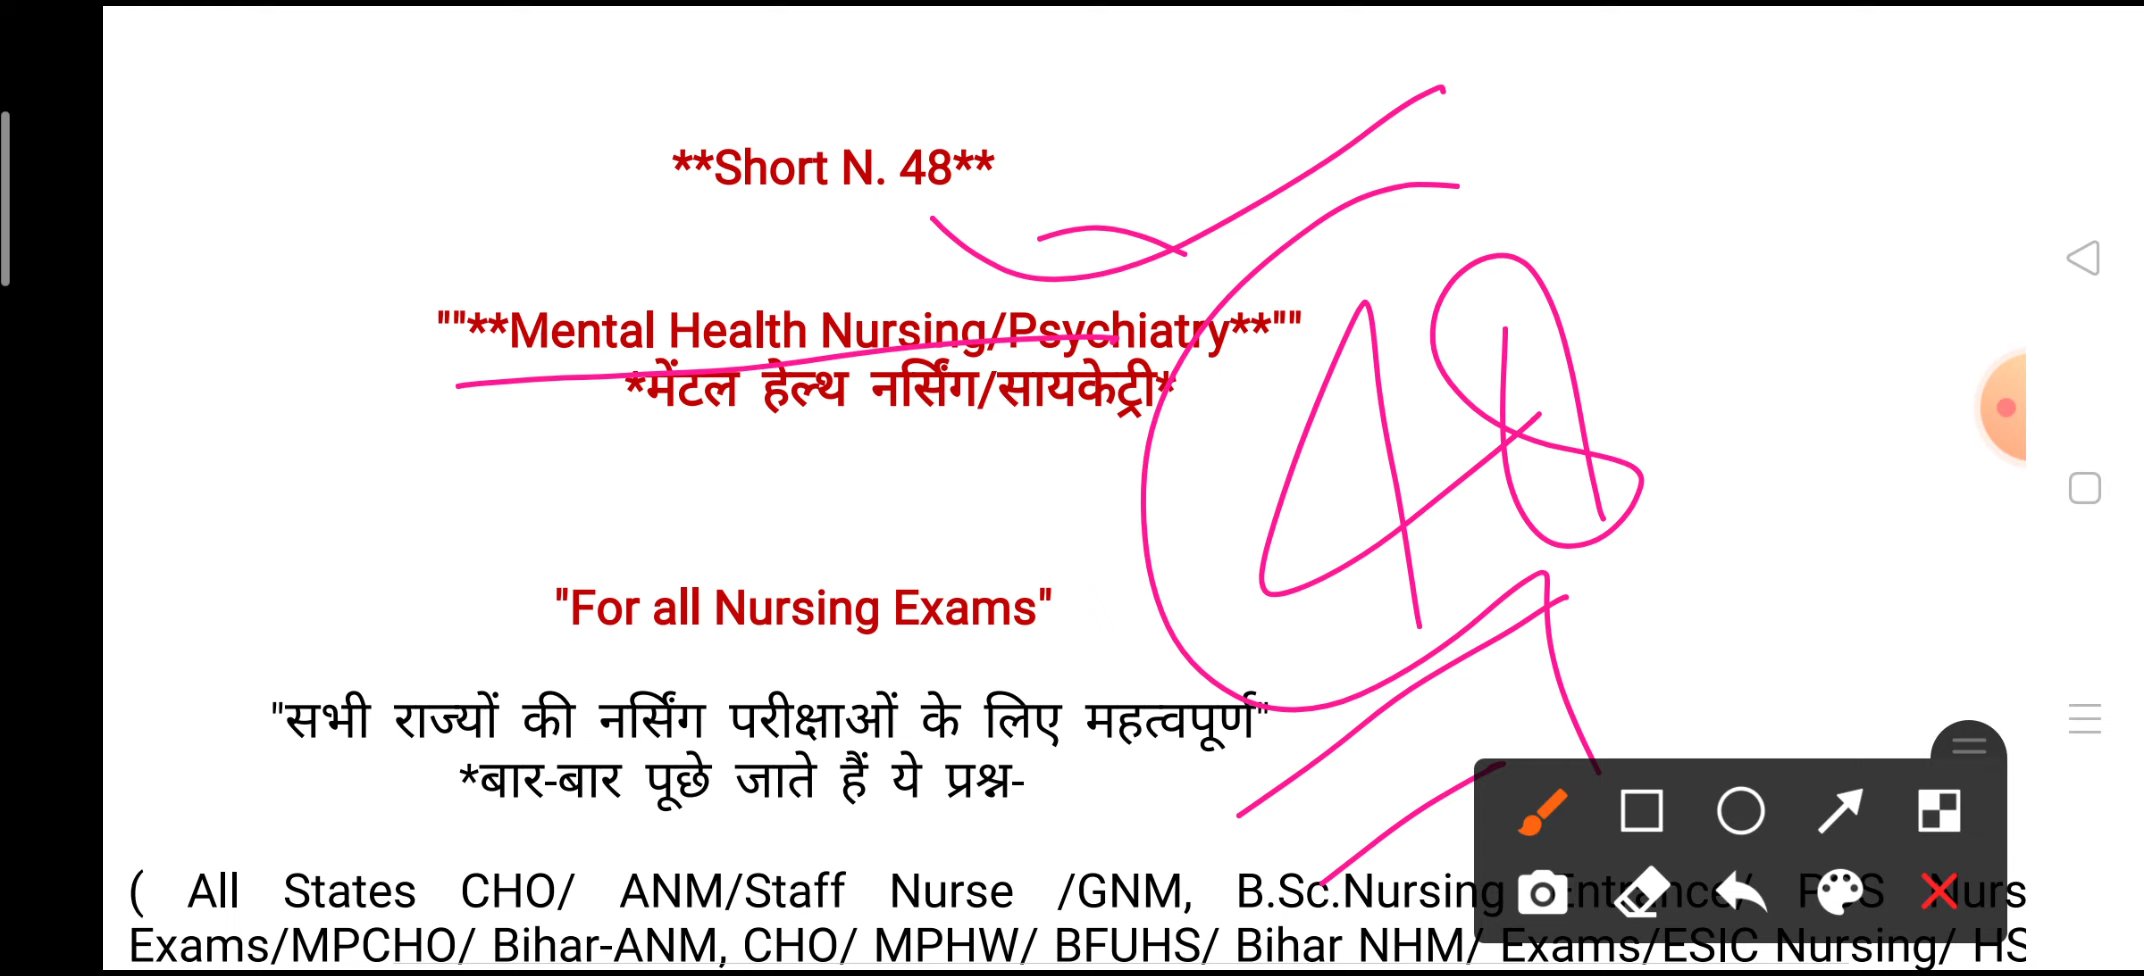 **Short N. 48**
""**Mental Health Nursing/Psychiatry**""
*मेंटल हेल्थ नर्सिंग/सायकेट्री*
48
"For all Nursing Exams"
"सभी राज्यों की नर्सिंग परीक्षाओं के लिए महत्वपूर्ण"
*बार-बार पूछे जाते हैं ये प्रश्न-
( All States CHO/ ANM/Staff Nurse /GNM, B.Sc.Nursing
Exams/MPCHO/ Bihar-ANM, CHO/ MPHW/ BFUHS/ Bihar NHM/ Exams/ESIC Nursing/